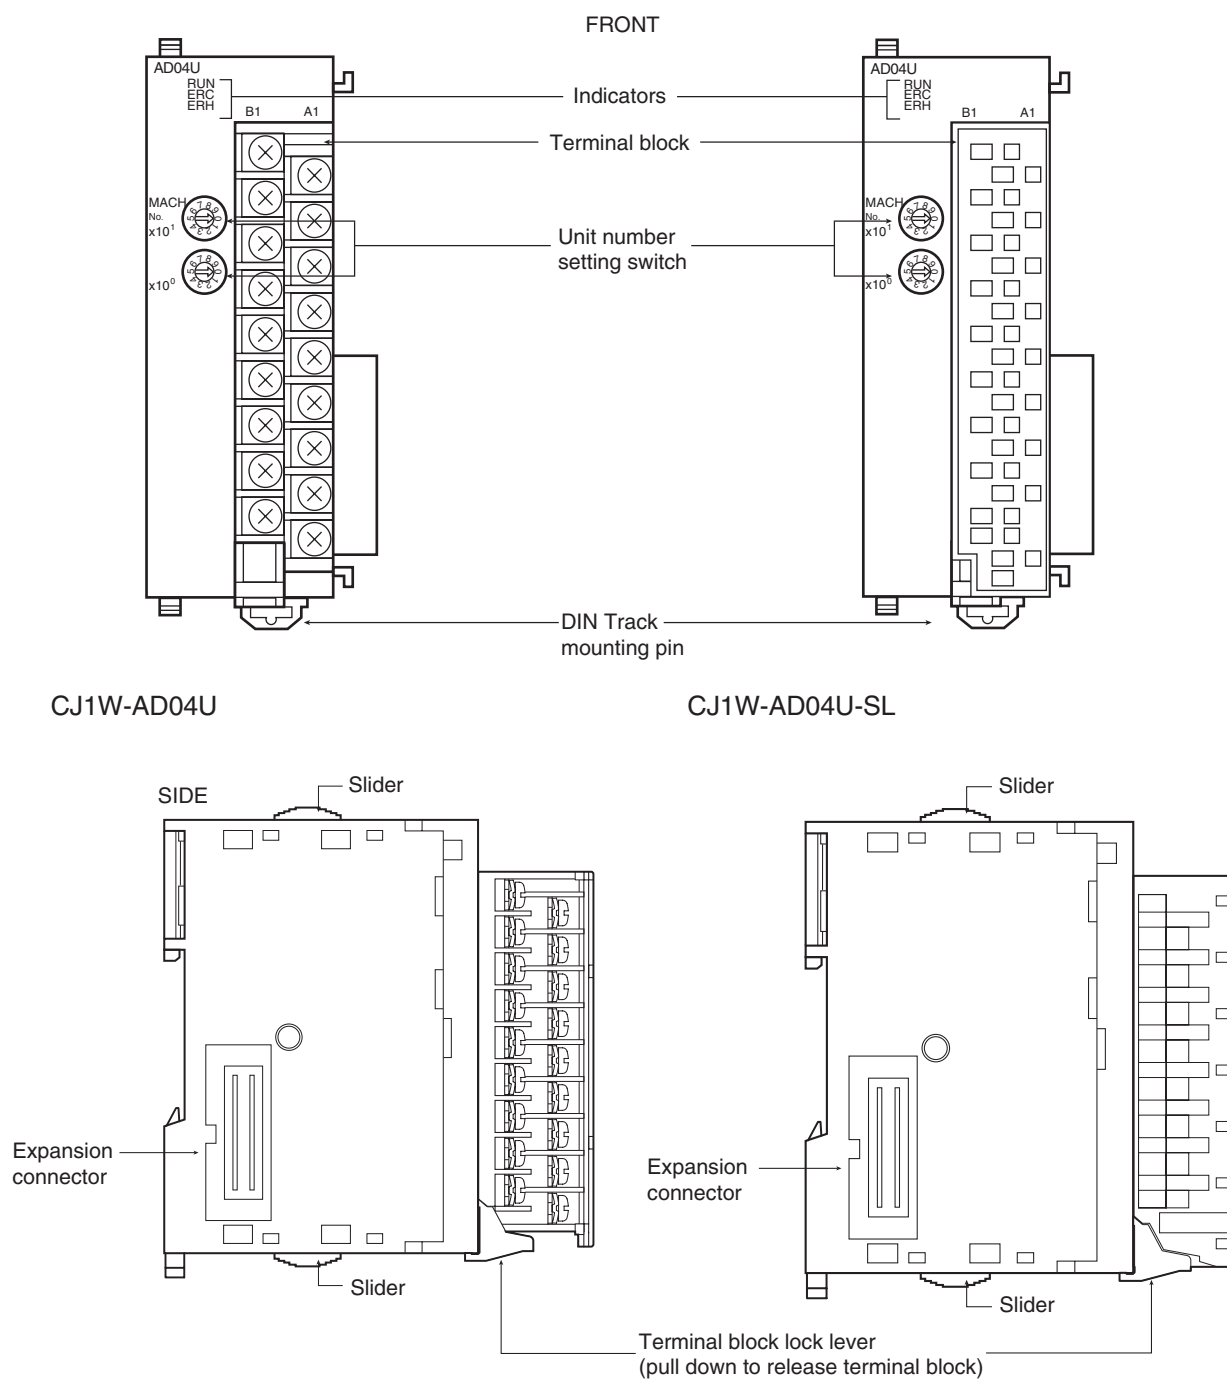 FRONT
AD04U
RUN
ERC
ERH
B1 A1
MACH
No.
x10¹
x10⁰
Indicators
Terminal block
Unit number
setting switch
DIN Track
mounting pin
AD04U
RUN
ERC
ERH
B1 A1
MACH
No.
x10¹
x10⁰
CJ1W-AD04U
CJ1W-AD04U-SL
SIDE
Slider
Expansion
connector
Slider
Slider
Expansion
connector
Slider
Terminal block lock lever
(pull down to release terminal block)